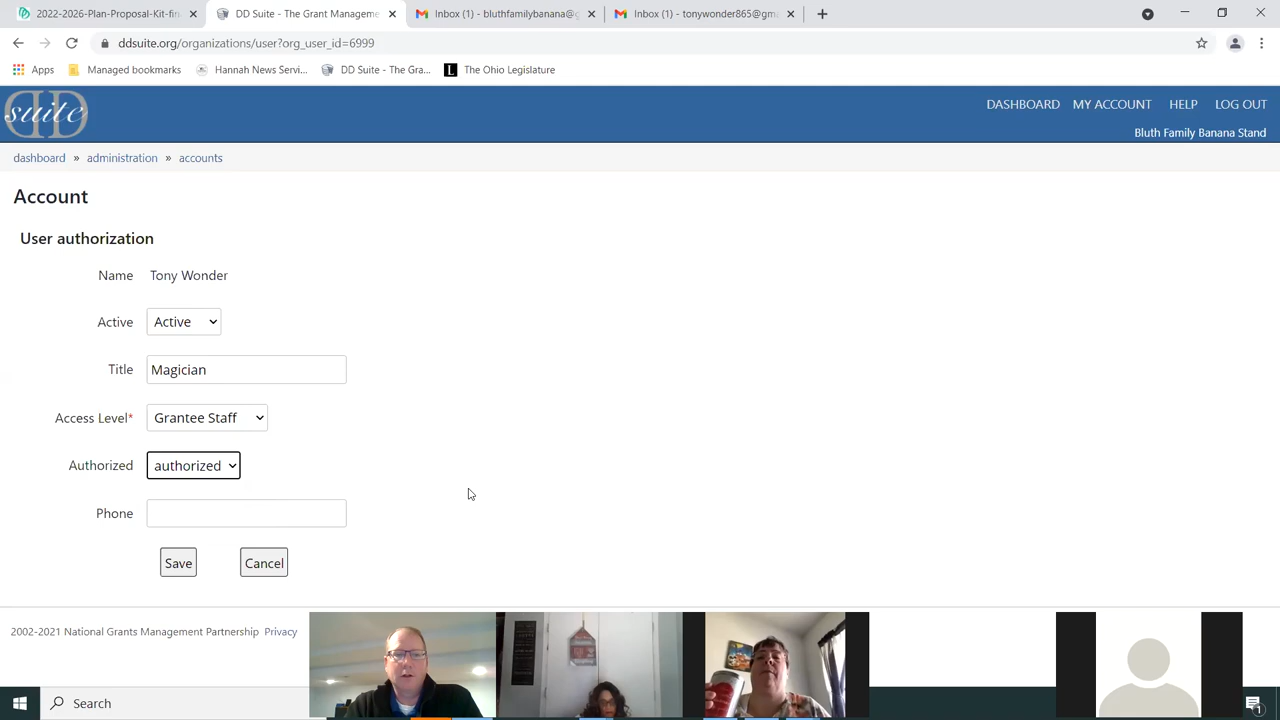 2022-2026-Plan-Proposal-Kit-fin
DD Suite - The Grant Manageme
Inbox (1) - bluthfamilybanana@g
Inbox (1) - tonywonder865@gm
ddsuite.org/organizations/user?org_user_id=6999
Apps
Managed bookmarks
Hannah News Servi...
DD Suite - The Gra...
L The Ohio Legislature
DD suite
DASHBOARD MY ACCOUNT HELP LOG OUT
Bluth Family Banana Stand
dashboard » administration » accounts
Account
User authorization
Name Tony Wonder
Active Active
Title Magician
Access Level* Grantee Staff
Authorized authorized
Phone
Save Cancel
2002-2021 National Grants Management Partnership Privacy
Search
1